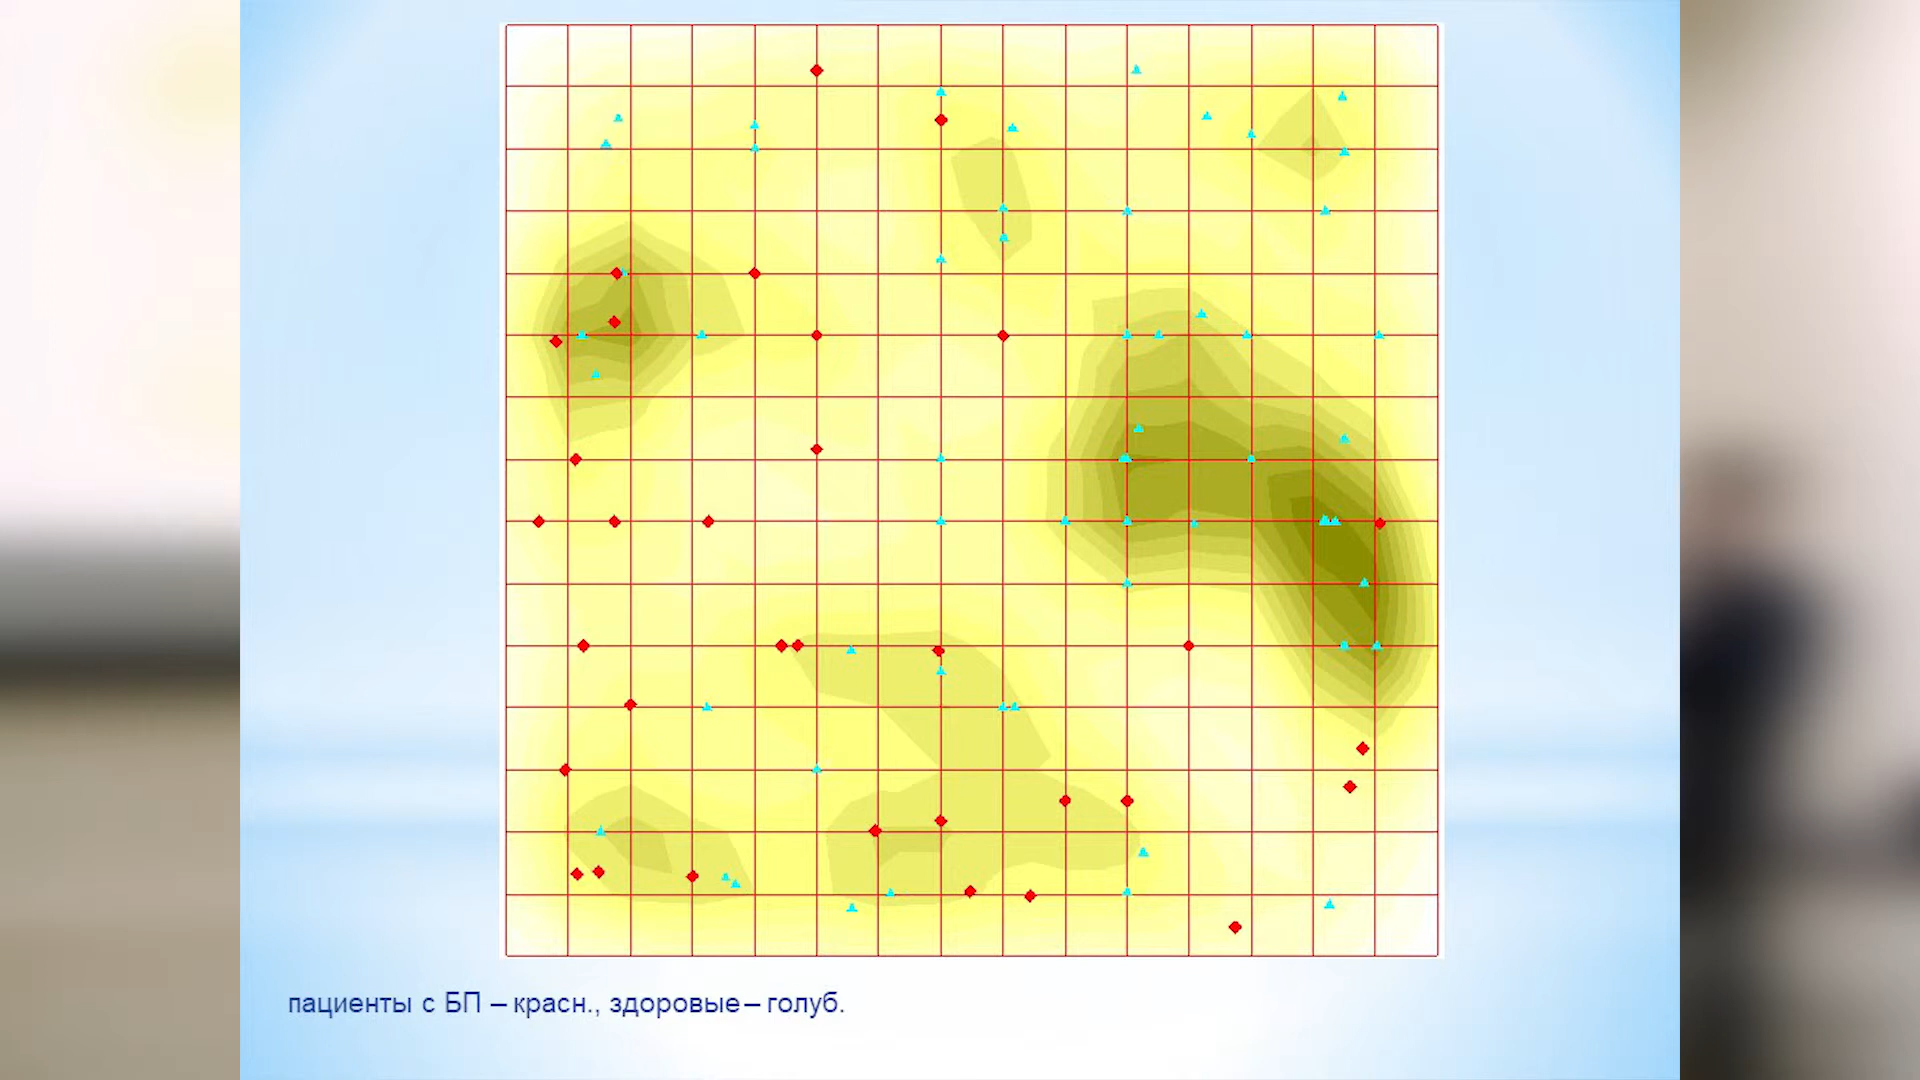 пациенты с БП – красн., здоровые – голуб.